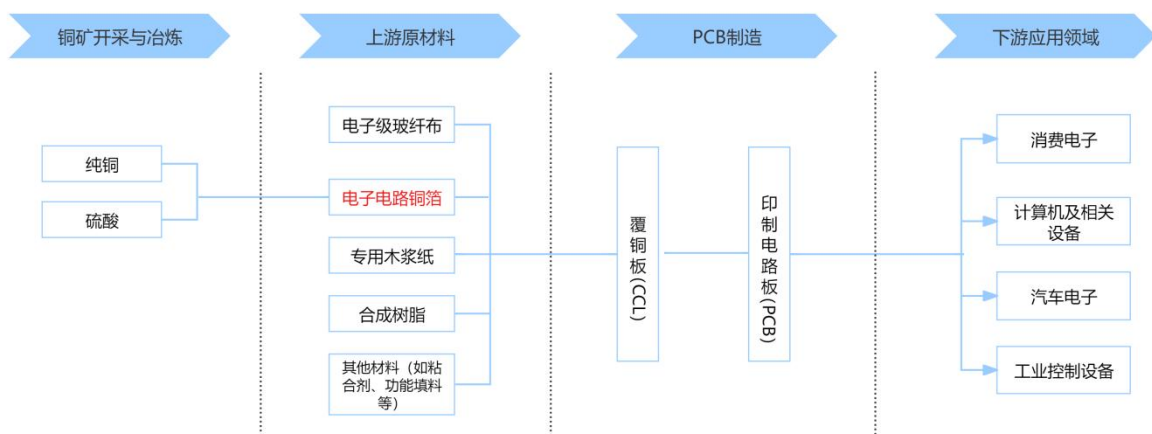 铜矿开采与冶炼
上游原材料
PCB制造
下游应用领域
纯铜
硫酸
电子级玻纤布
电子电路铜箔
专用木浆纸
合成树脂
其他材料（如粘
合剂、功能填料
等）
覆铜板(CCL)
印制电路板(PCB)
消费电子
计算机及相关
设备
汽车电子
工业控制设备